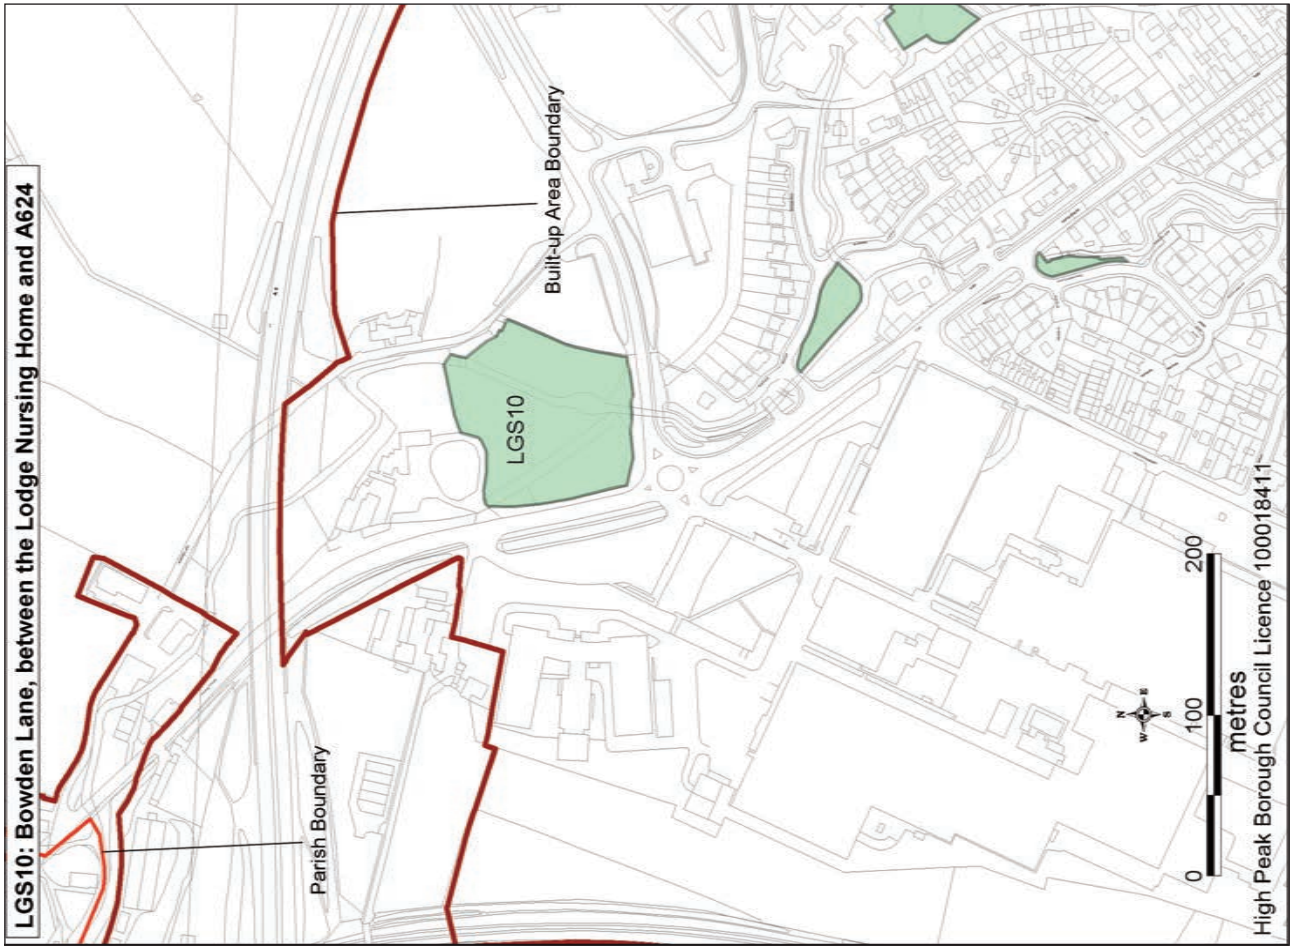 LGS10: Bowden Lane, between the Lodge Nursing Home and A624
Built-up Area Boundary
LGS10
Parish Boundary
N
W E
S
0 100 200
metres
High Peak Borough Council Licence 100018411